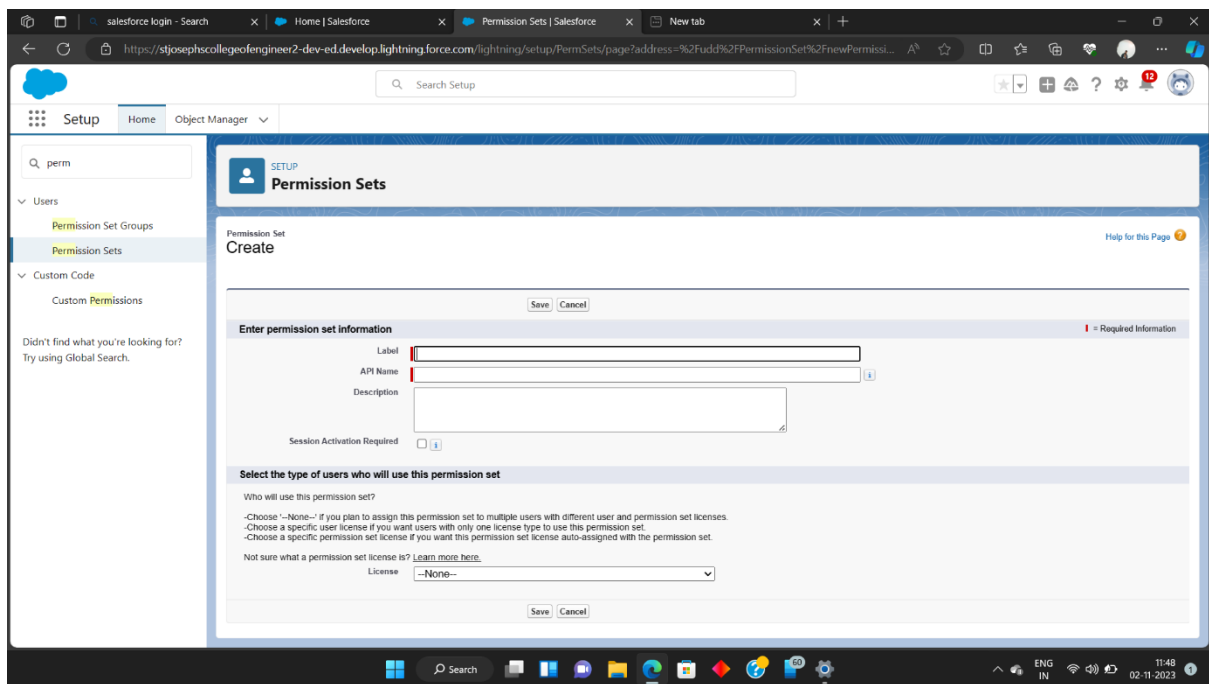 salesforce login - Search
Home | Salesforce
Permission Sets | Salesforce
New tab
https://stjosephscollegeofengineer2-dev-ed.develop.lightning.force.com/lightning/setup/PermSets/page?address=%2Fudd%2FPermissionSet%2FnewPermissi...
Search Setup
12
Setup
Home
Object Manager
perm
Users
Permission Set Groups
Permission Sets
Custom Code
Custom Permissions
Didn't find what you're looking for?
Try using Global Search.
SETUP
Permission Sets
Permission Set
Create
Help for this Page
Save Cancel
Enter permission set information
= Required Information
Label
API Name
Description
Session Activation Required
Select the type of users who will use this permission set
Who will use this permission set?
-Choose '--None--' if you plan to assign this permission set to multiple users with different user and permission set licenses.
-Choose a specific user license if you want users with only one license type to use this permission set.
-Choose a specific permission set license if you want this permission set license auto-assigned with the permission set.
Not sure what a permission set license is? Learn more here.
License
--None--
Save Cancel
Search
60
ENG
IN
11:48
02-11-2023
1